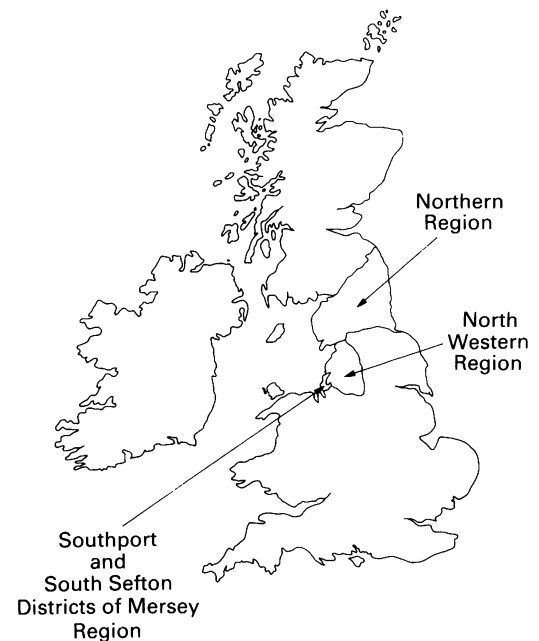 Northern
Region
North
Western
Region
Southport
and
South Sefton
Districts of Mersey
Region